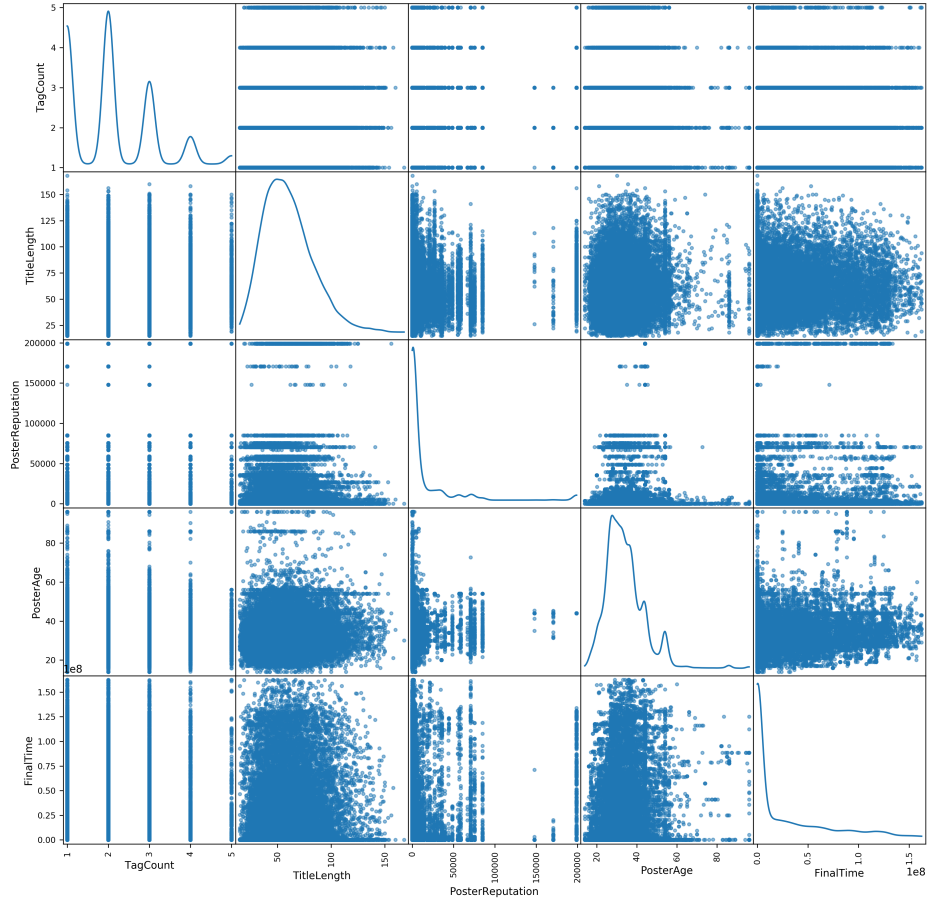 5
4
3
2
1
TagCount
150
125
100
75
50
25
TitleLength
200000
150000
100000
50000
0
PosterReputation
80
60
40
20
PosterAge
1e8
1.50
1.25
1.00
0.75
0.50
0.25
0.00
FinalTime
1 2 3 4 5
TagCount
50 100 150
TitleLength
0 50000 100000 150000 200000
PosterReputation
20 40 60 80
PosterAge
0.0 0.5 1.0 1.5
1e8
FinalTime